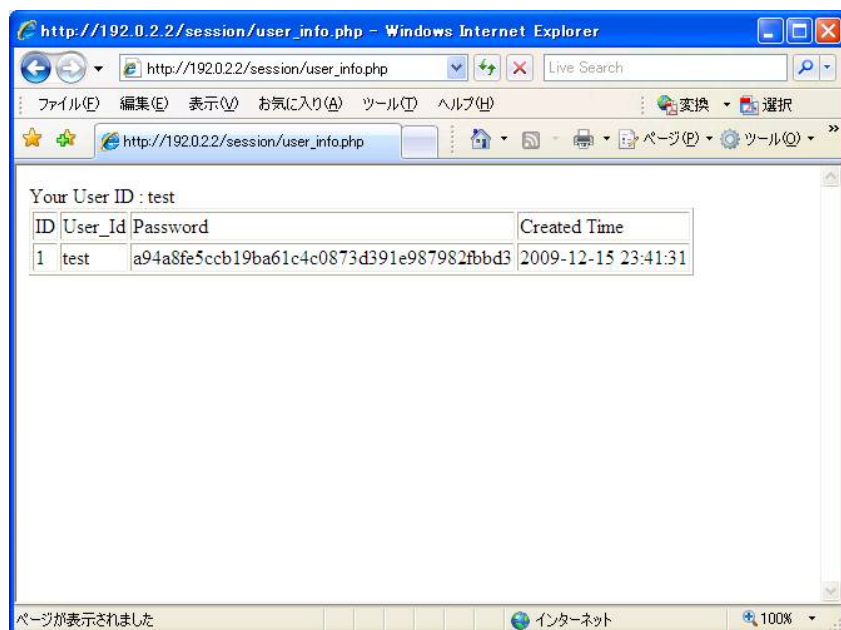 http://192.0.2.2/session/user_info.php - Windows Internet Explorer
http://192.0.2.2/session/user_info.php
Live Search
ファイル(F) 編集(E) 表示(V) お気に入り(A) ツール(T) ヘルプ(H)
変換 選択
http://192.0.2.2/session/user_info.php
ページ(P) ツール(O) »
Your User ID : test
ID User_Id Password Created Time
1 test a94a8fe5ccb19ba61c4c0873d391e987982fbbd3 2009-12-15 23:41:31
ページが表示されました インターネット 100%